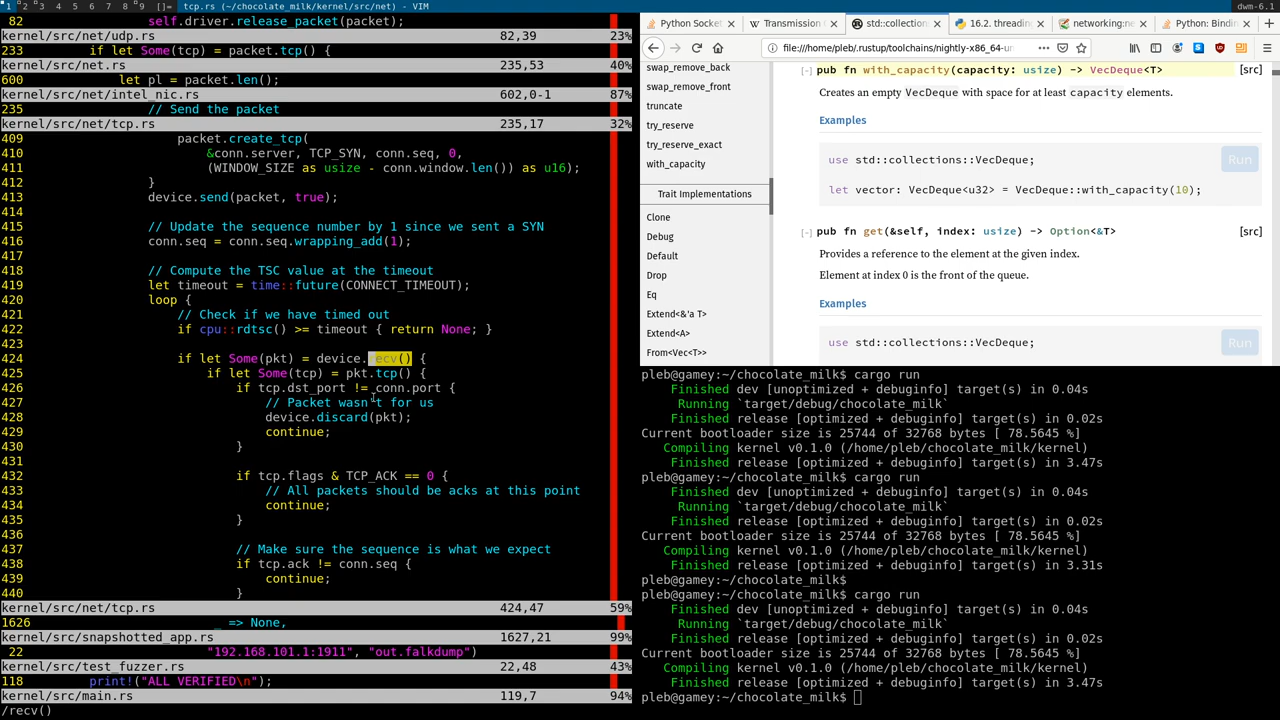 1 2 3 4 5 6 7 8 9 []= tcp.rs (~/chocolate_milk/kernel/src/net) - VIM
dwm-6.1
82 self.driver.release_packet(packet);
kernel/src/net/udp.rs 82,39 23%
233 if let Some(tcp) = packet.tcp() {
kernel/src/net.rs 235,53 40%
600 let pl = packet.len();
kernel/src/net/intel_nic.rs 602,0-1 87%
235 // Send the packet
kernel/src/net/tcp.rs 235,17 32%
409 packet.create_tcp(
410 &conn.server, TCP_SYN, conn.seq, 0,
411 (WINDOW_SIZE as usize - conn.window.len()) as u16);
412 }
413 device.send(packet, true);
414
415 // Update the sequence number by 1 since we sent a SYN
416 conn.seq = conn.seq.wrapping_add(1);
417
418 // Compute the TSC value at the timeout
419 let timeout = time::future(CONNECT_TIMEOUT);
420 loop {
421 // Check if we have timed out
422 if cpu::rdtsc() >= timeout { return None; }
423
424 if let Some(pkt) = device.recv() {
425 if let Some(tcp) = pkt.tcp() {
426 if tcp.dst_port != conn.port {
427 // Packet wasn't for us
428 device.discard(pkt);
429 continue;
430 }
431
432 if tcp.flags & TCP_ACK == 0 {
433 // All packets should be acks at this point
434 continue;
435 }
436
437 // Make sure the sequence is what we expect
438 if tcp.ack != conn.seq {
439 continue;
440 }
kernel/src/net/tcp.rs 424,47 59%
1626 _ => None,
kernel/src/snapshotted_app.rs 1627,21 99%
22 "192.168.101.1:1911", "out.falkdump")
kernel/src/test_fuzzer.rs 22,48 43%
118 print!("ALL VERIFIED\n");
kernel/src/main.rs 119,7 94%
/recv()
Python Socket
Transmission
std::collection
16.2. threading
networking:ne
Python: Bindin
file:///home/pleb/.rustup/toolchains/nightly-x86_64-u
swap_remove_back
swap_remove_front
truncate
try_reserve
try_reserve_exact
with_capacity
Trait Implementations
Clone
Debug
Default
Drop
Eq
Extend<&'a T>
Extend<A>
From<Vec<T>>
[-] pub fn with_capacity(capacity: usize) -> VecDeque<T> [src]
Creates an empty VecDeque with space for at least capacity elements.
Examples
use std::collections::VecDeque;
Run
let vector: VecDeque<u32> = VecDeque::with_capacity(10);
[-] pub fn get(&self, index: usize) -> Option<&T> [src]
Provides a reference to the element at the given index.
Element at index 0 is the front of the queue.
Examples
use std::collections::VecDeque;
Run
pleb@gamey:~/chocolate_milk$ cargo run
Finished dev [unoptimized + debuginfo] target(s) in 0.04s
Running `target/debug/chocolate_milk`
Finished release [optimized + debuginfo] target(s) in 0.02s
Current bootloader size is 25744 of 32768 bytes [ 78.5645 %]
Compiling kernel v0.1.0 (/home/pleb/chocolate_milk/kernel)
Finished release [optimized + debuginfo] target(s) in 3.47s
pleb@gamey:~/chocolate_milk$ cargo run
Finished dev [unoptimized + debuginfo] target(s) in 0.04s
Running `target/debug/chocolate_milk`
Finished release [optimized + debuginfo] target(s) in 0.02s
Current bootloader size is 25744 of 32768 bytes [ 78.5645 %]
Compiling kernel v0.1.0 (/home/pleb/chocolate_milk/kernel)
Finished release [optimized + debuginfo] target(s) in 3.31s
pleb@gamey:~/chocolate_milk$
pleb@gamey:~/chocolate_milk$ cargo run
Finished dev [unoptimized + debuginfo] target(s) in 0.04s
Running `target/debug/chocolate_milk`
Finished release [optimized + debuginfo] target(s) in 0.02s
Current bootloader size is 25744 of 32768 bytes [ 78.5645 %]
Compiling kernel v0.1.0 (/home/pleb/chocolate_milk/kernel)
Finished release [optimized + debuginfo] target(s) in 3.47s
pleb@gamey:~/chocolate_milk$